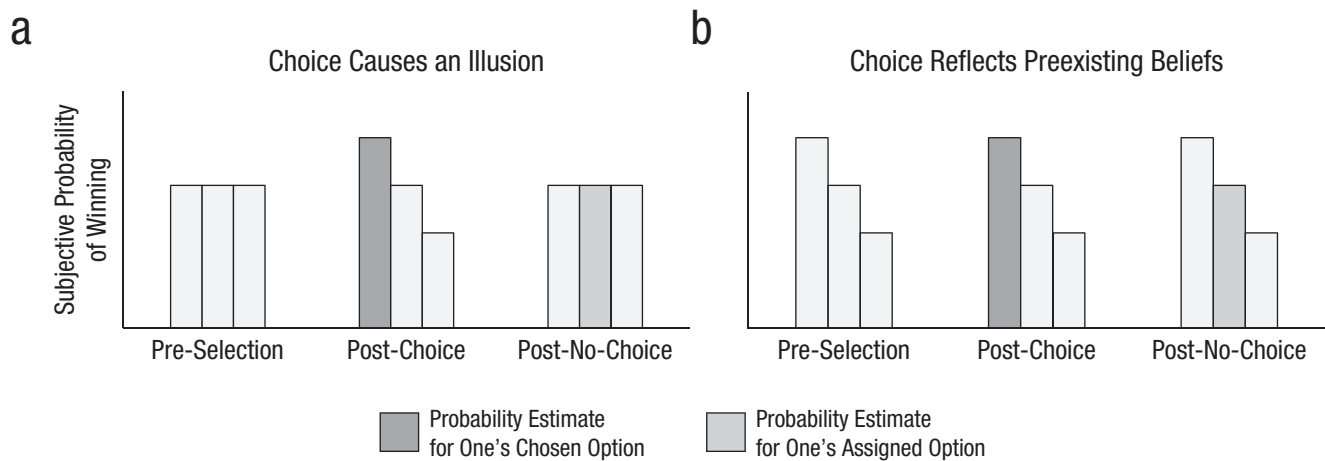 a
Choice Causes an Illusion
Subjective Probability
of Winning
Pre-Selection
Post-Choice
Post-No-Choice
b
Choice Reflects Preexisting Beliefs
Pre-Selection
Post-Choice
Post-No-Choice
Probability Estimate
for One’s Chosen Option
Probability Estimate
for One’s Assigned Option